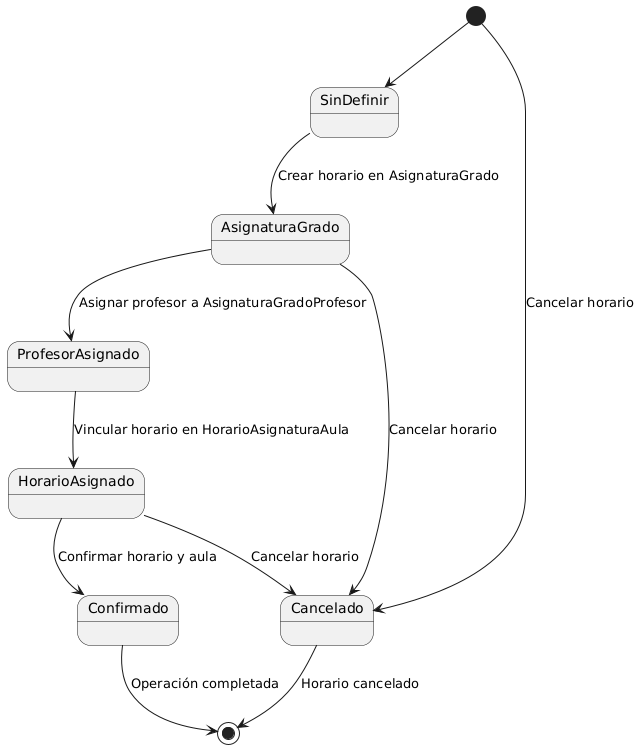 SinDefinir
Crear horario en AsignaturaGrado
AsignaturaGrado
Asignar profesor a AsignaturaGradoProfesor
Cancelar horario
ProfesorAsignado
Vincular horario en HorarioAsignaturaAula
Cancelar horario
HorarioAsignado
Confirmar horario y aula
Cancelar horario
Confirmado
Cancelado
Operación completada
Horario cancelado